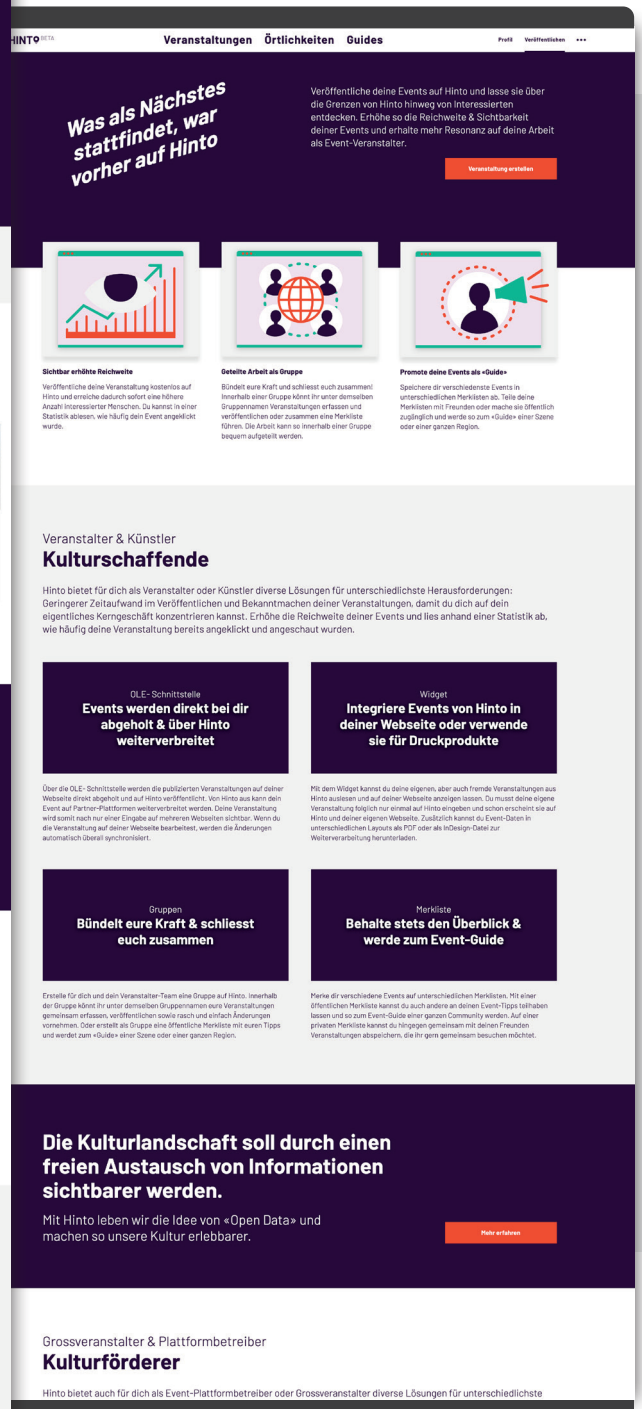 HINTO BETA
Veranstaltungen Örtlichkeiten Guides
Profil Veröffentlichen •••
Was als Nächstes
stattfindet, war
vorher auf Hinto
Veröffentliche deine Events auf Hinto und lasse sie über
die Grenzen von Hinto hinweg von Interessierten
entdecken. Erhöhe so die Reichweite & Sichtbarkeit
deiner Events und erhalte mehr Resonanz auf deine Arbeit
als Event-Veranstalter.
Veranstaltung erstellen
Sichtbar erhöhte Reichweite
Veröffentliche deine Veranstaltung kostenlos auf
Hinto und erreiche dadurch sofort eine höhere
Anzahl interessierter Menschen. Du kannst in einer
Statistik ablesen, wie häufig dein Event angeklickt
wurde.
Geteilte Arbeit als Gruppe
Bündelt eure Kraft und schliesst euch zusammen!
Innerhalb einer Gruppe könnt ihr unter demselben
Gruppennamen Veranstaltungen erfassen und
veröffentlichen oder zusammen eine Merkliste
führen. Die Arbeit kann so innerhalb einer Gruppe
bequem aufgeteilt werden.
Promote deine Events als «Guide»
Speichere dir verschiedenste Events in
unterschiedlichen Merklisten ab. Teile deine
Merklisten mit Freunden oder mache sie öffentlich
zugänglich und werde so zum «Guide» einer Szene
oder einer ganzen Region.
Veranstalter & Künstler
Kulturschaffende
Hinto bietet für dich als Veranstalter oder Künstler diverse Lösungen für unterschiedlichste Herausforderungen:
Geringerer Zeitaufwand im Veröffentlichen und Bekanntmachen deiner Veranstaltungen, damit du dich auf dein
eigentliches Kerngeschäft konzentrieren kannst. Erhöhe die Reichweite deiner Events und lies anhand einer Statistik ab,
wie häufig deine Veranstaltung bereits angeklickt und angeschaut wurden.
OLE- Schnittstelle
Events werden direkt bei dir
abgeholt & über Hinto
weiterverbreitet
Über die OLE- Schnittstelle werden die publizierten Veranstaltungen auf deiner
Webseite direkt abgeholt und auf Hinto veröffentlicht. Von Hinto aus kann dein
Event auf Partner-Plattformen weiterverbreitet werden. Deine Veranstaltung
wird somit nach nur einer Eingabe auf mehreren Webseiten sichtbar. Wenn du
die Veranstaltung auf deiner Webseite bearbeitest, werden die Änderungen
automatisch überall synchronisiert.
Widget
Integriere Events von Hinto in
deiner Webseite oder verwende
sie für Druckprodukte
Mit dem Widget kannst du deine eigenen, aber auch fremde Veranstaltungen aus
Hinto auslesen und auf deiner Webseite anzeigen lassen. Du musst deine eigene
Veranstaltung folglich nur einmal auf Hinto eingeben und schon erscheint sie auf
Hinto und deiner eigenen Webseite. Zusätzlich kannst du Event-Daten in
unterschiedlichen Layouts als PDF oder als InDesign-Datei zur
Weiterverarbeitung herunterladen.
Gruppen
Bündelt eure Kraft & schliesst
euch zusammen
Erstelle für dich und dein Veranstalter-Team eine Gruppe auf Hinto. Innerhalb
der Gruppe könnt ihr unter demselben Gruppennamen eure Veranstaltungen
gemeinsam erfassen, veröffentlichen sowie rasch und einfach Änderungen
vornehmen. Oder erstellt als Gruppe eine öffentliche Merkliste mit euren Tipps
und werdet zum «Guide» einer Szene oder einer ganzen Region.
Merkliste
Behalte stets den Überblick &
werde zum Event-Guide
Merke dir verschiedene Events auf unterschiedlichen Merklisten. Mit einer
öffentlichen Merkliste kannst du auch andere an deinen Event-Tipps teilhaben
lassen und so zum Event-Guide einer ganzen Community werden. Auf einer
privaten Merkliste kannst du hingegen gemeinsam mit deinen Freunden
Veranstaltungen abspeichern, die ihr gern gemeinsam besuchen möchtet.
Die Kulturlandschaft soll durch einen
freien Austausch von Informationen
sichtbarer werden.
Mit Hinto leben wir die Idee von «Open Data» und
machen so unsere Kultur erlebbarer.
Mehr erfahren
Grossveranstalter & Plattformbetreiber
Kulturförderer
Hinto bietet auch für dich als Event-Plattformbetreiber oder Grossveranstalter diverse Lösungen für unterschiedlichste